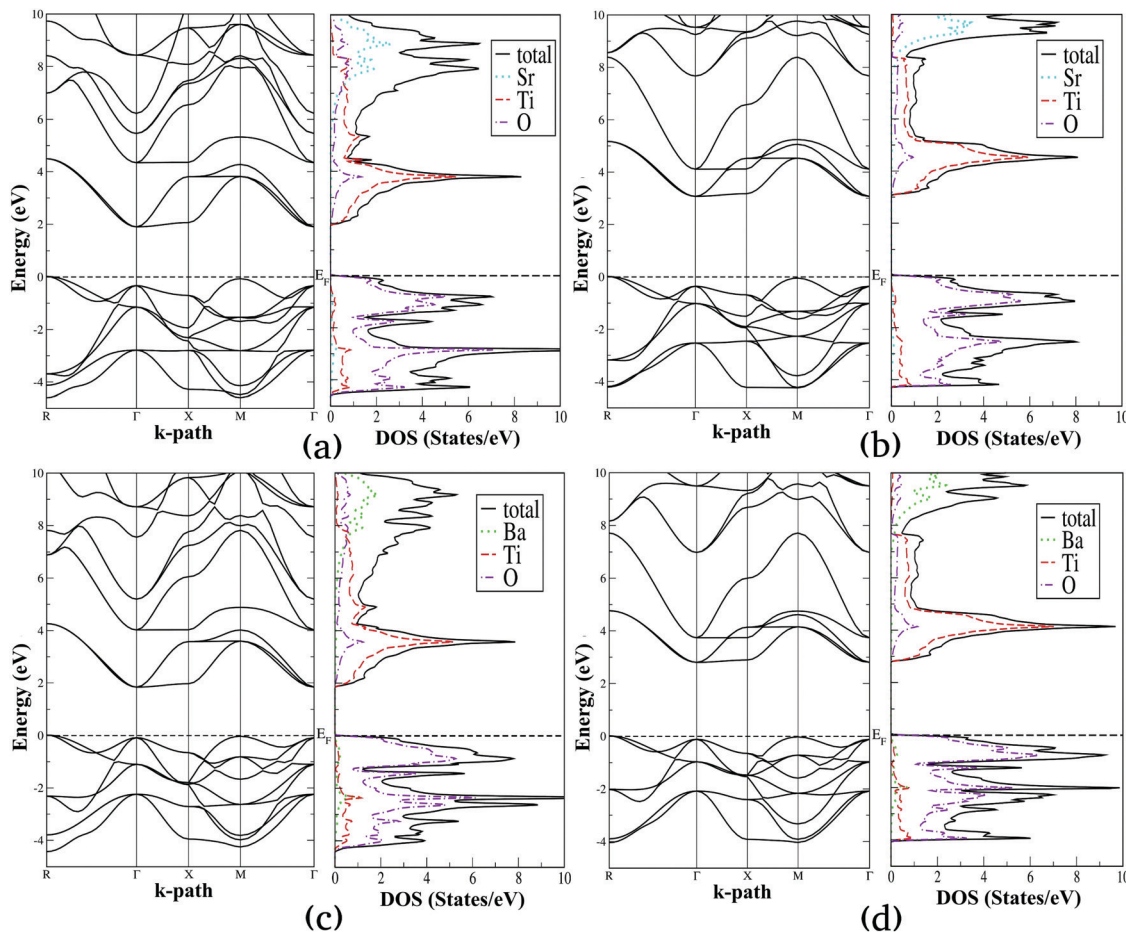 Energy (eV)
10
8
6
4
2
0
-2
-4
R
Γ
X
M
Γ
k-path
E_F
total
Sr
Ti
O
0
2
4
6
8
10
DOS (States/eV)
(a)
Energy (eV)
10
8
6
4
2
0
-2
-4
R
Γ
X
M
Γ
k-path
E_F
total
Sr
Ti
O
0
2
4
6
8
10
DOS (States/eV)
(b)
Energy (eV)
10
8
6
4
2
0
-2
-4
R
Γ
X
M
Γ
k-path
E_F
total
Ba
Ti
O
0
2
4
6
8
10
DOS (States/eV)
(c)
Energy (eV)
10
8
6
4
2
0
-2
-4
R
Γ
X
M
Γ
k-path
E_F
total
Ba
Ti
O
0
2
4
6
8
10
DOS (States/eV)
(d)